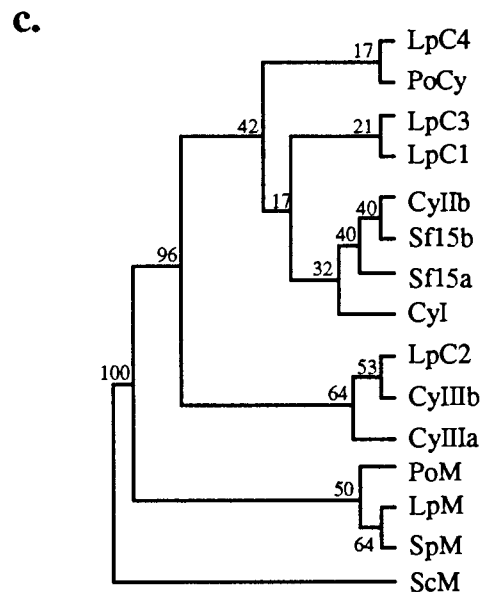 c.
17 LpC4
PoCy
LpC3
42 21
LpC1
17 CyIIb
40
40 Sf15b
96 32 Sf15a
CyI
LpC2
53
100 64 CyIIIb
CyIIIa
PoM
50
LpM
64 SpM
ScM